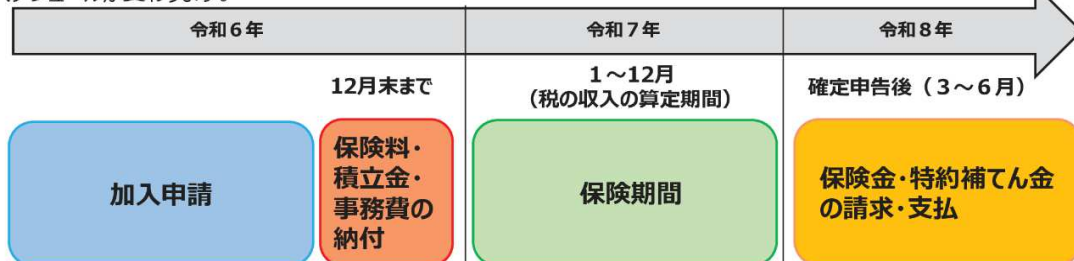 令和6年 令和7年 令和8年
12月末まで
1～12月
（税の収入の算定期間）
確定申告後（3～6月）
加入申請
保険料・
積立金・
事務費の
納付
保険期間
保険金・特約補てん金
の請求・支払